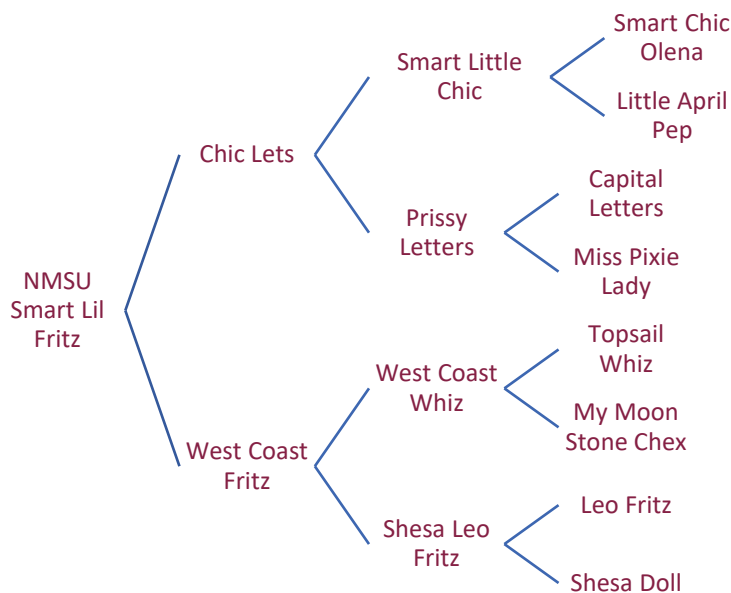 Smart Chic
Olena
Smart Little
Chic
Little April
Pep
Chic Lets
Capital
Letters
Prissy
Letters
Miss Pixie
Lady
NMSU
Smart Lil
Fritz
Topsail
Whiz
West Coast
Whiz
My Moon
Stone Chex
West Coast
Fritz
Leo Fritz
Shesa Leo
Fritz
Shesa Doll